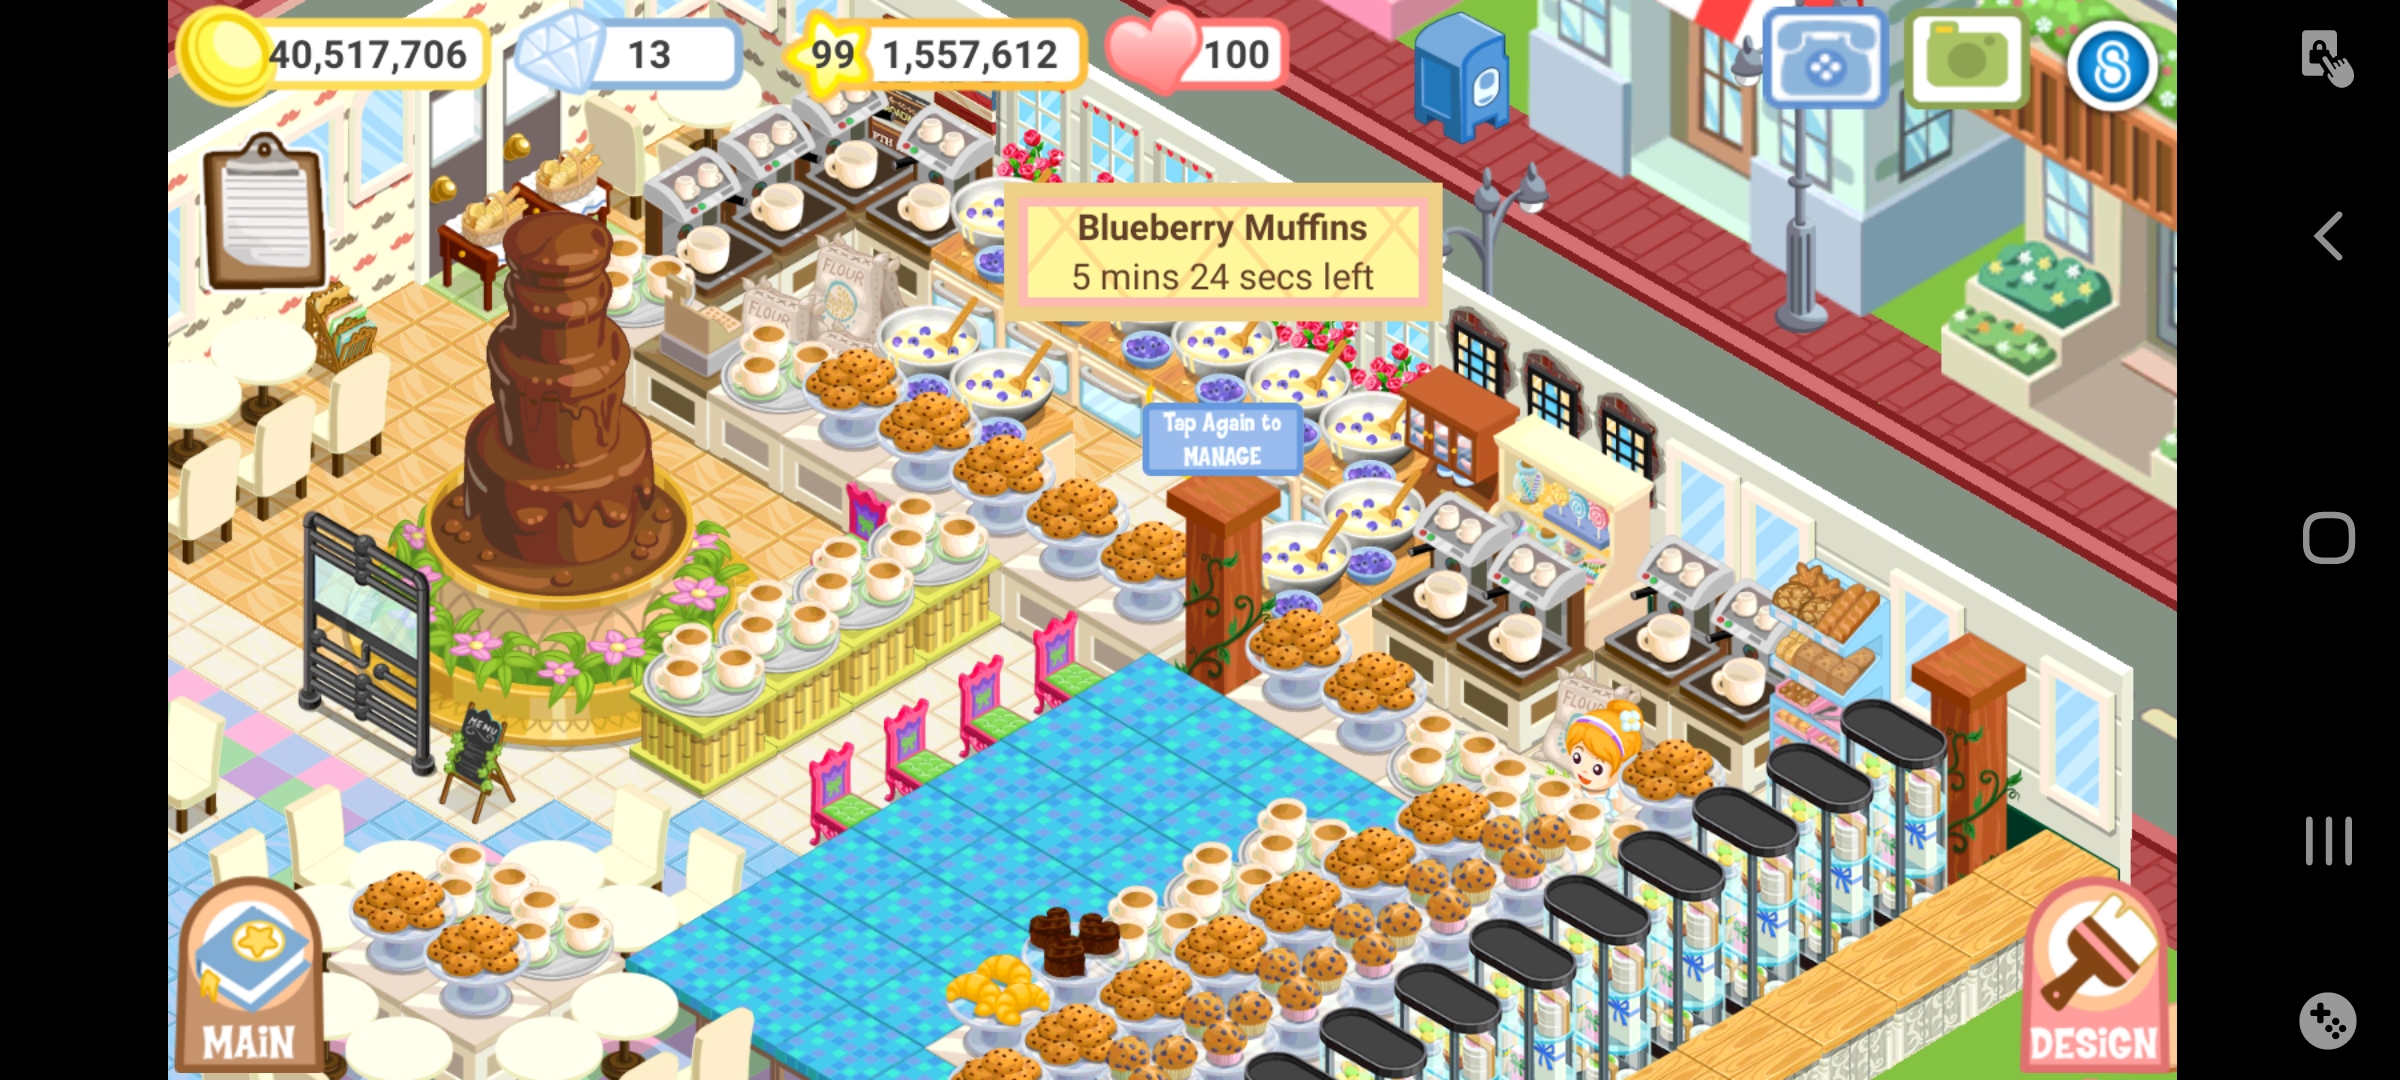 40,517,706
13
99 1,557,612
100
Blueberry Muffins
5 mins 24 secs left
FLOUR
FLOUR
Tap Again to
MANAGE
FLOUR
MENU
MAiN
DESiGN